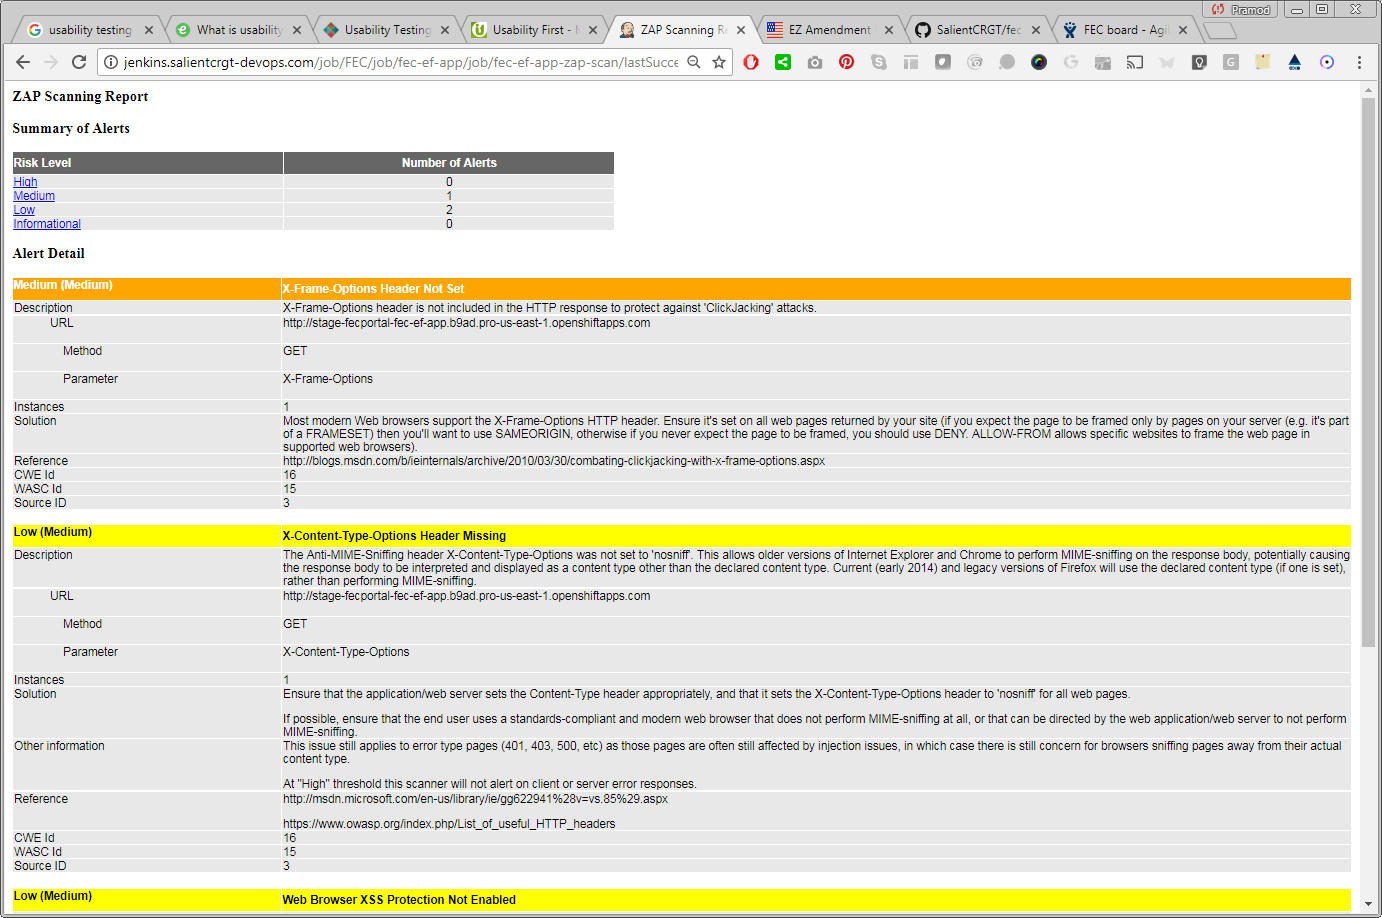 Pramod
usability testing
What is usability
Usability Testing
Usability First -
ZAP Scanning Re
EZ Amendment
SalientCRGT/fec
FEC board - Agil
jenkins.salientcrgt-devops.com/job/FEC/job/fec-ef-app/job/fec-ef-app-zap-scan/lastSucce
ZAP Scanning Report
Summary of Alerts
Risk Level Number of Alerts
High 0
Medium 1
Low 2
Informational 0
Alert Detail
Medium (Medium) X-Frame-Options Header Not Set
Description X-Frame-Options header is not included in the HTTP response to protect against 'ClickJacking' attacks.
URL http://stage-fecportal-fec-ef-app.b9ad.pro-us-east-1.openshiftapps.com
Method GET
Parameter X-Frame-Options
Instances 1
Solution Most modern Web browsers support the X-Frame-Options HTTP header. Ensure it's set on all web pages returned by your site (if you expect the page to be framed only by pages on your server (e.g. it's part
of a FRAMESET) then you'll want to use SAMEORIGIN, otherwise if you never expect the page to be framed, you should use DENY. ALLOW-FROM allows specific websites to frame the web page in
supported web browsers).
Reference http://blogs.msdn.com/b/ieinternals/archive/2010/03/30/combating-clickjacking-with-x-frame-options.aspx
CWE Id 16
WASC Id 15
Source ID 3
Low (Medium) X-Content-Type-Options Header Missing
Description The Anti-MIME-Sniffing header X-Content-Type-Options was not set to 'nosniff'. This allows older versions of Internet Explorer and Chrome to perform MIME-sniffing on the response body, potentially causing
the response body to be interpreted and displayed as a content type other than the declared content type. Current (early 2014) and legacy versions of Firefox will use the declared content type (if one is set),
rather than performing MIME-sniffing.
URL http://stage-fecportal-fec-ef-app.b9ad.pro-us-east-1.openshiftapps.com
Method GET
Parameter X-Content-Type-Options
Instances 1
Solution Ensure that the application/web server sets the Content-Type header appropriately, and that it sets the X-Content-Type-Options header to 'nosniff' for all web pages.
If possible, ensure that the end user uses a standards-compliant and modern web browser that does not perform MIME-sniffing at all, or that can be directed by the web application/web server to not perform
MIME-sniffing.
Other information This issue still applies to error type pages (401, 403, 500, etc) as those pages are often still affected by injection issues, in which case there is still concern for browsers sniffing pages away from their actual
content type.
At "High" threshold this scanner will not alert on client or server error responses.
Reference http://msdn.microsoft.com/en-us/library/ie/gg622941%28v=vs.85%29.aspx
https://www.owasp.org/index.php/List_of_useful_HTTP_headers
CWE Id 16
WASC Id 15
Source ID 3
Low (Medium) Web Browser XSS Protection Not Enabled